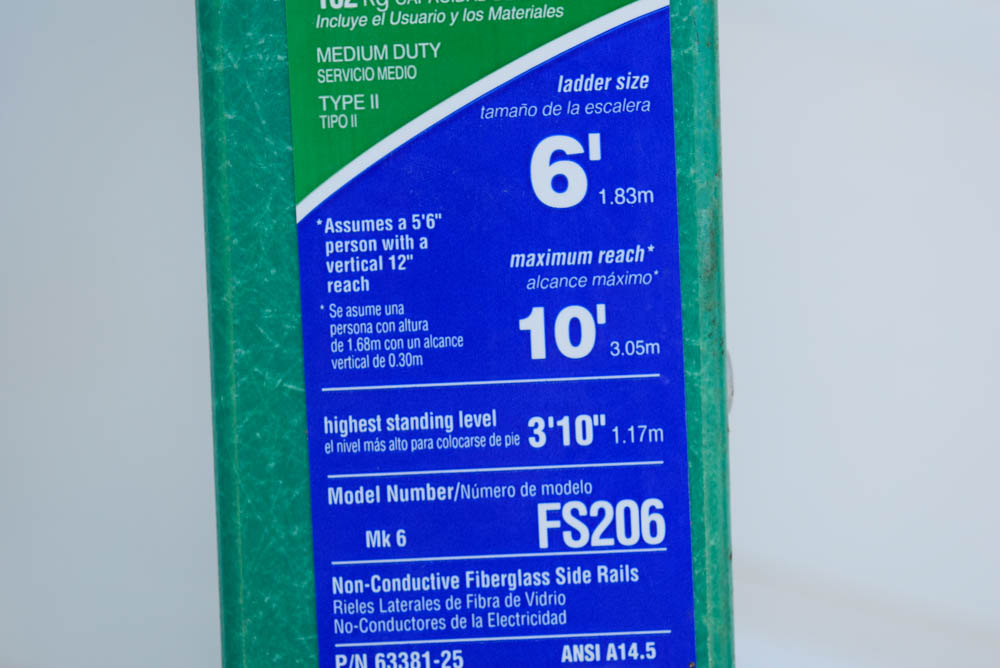 102 Kg CAPACIDAD DE
Incluye el Usuario y los Materiales
MEDIUM DUTY
SERVICIO MEDIO
TYPE II
TIPO II
ladder size
tamaño de la escalera
6'
1.83m
*Assumes a 5'6"
person with a
vertical 12"
reach
* Se asume una
persona con altura
de 1.68m con un alcance
vertical de 0.30m
maximum reach*
alcance máximo*
10'
3.05m
highest standing level
el nivel más alto para colocarse de pie
3'10" 1.17m
Model Number/Número de modelo
Mk 6
FS206
Non-Conductive Fiberglass Side Rails
Rieles Laterales de Fibra de Vidrio
No-Conductores de la Electricidad
P/N 63381-25
ANSI A14.5